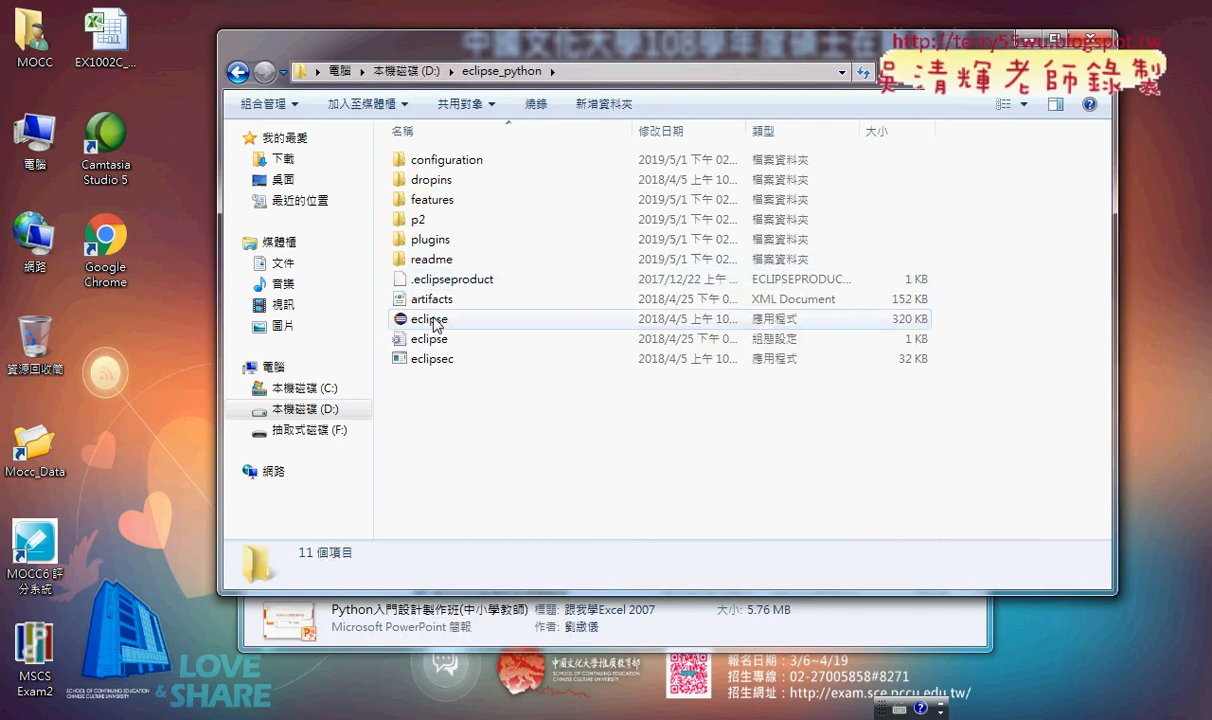 中國文化大學108學年度碩士在
http://terry55wu.blogspot.tw
吳清輝老師錄製
電腦 本機磁碟 (D:) eclipse_python
組合管理 加入至媒體櫃 共用對象 燒錄 新增資料夾
我的最愛
下載
桌面
最近的位置
媒體櫃
文件
音樂
視訊
圖片
電腦
本機磁碟 (C:)
本機磁碟 (D:)
抽取式磁碟 (F:)
網路
名稱 修改日期 類型 大小
configuration 2019/5/1 下午 02... 檔案資料夾
dropins 2018/4/5 上午 10... 檔案資料夾
features 2019/5/1 下午 02... 檔案資料夾
p2 2019/5/1 下午 02... 檔案資料夾
plugins 2019/5/1 下午 02... 檔案資料夾
readme 2019/5/1 下午 02... 檔案資料夾
.eclipseproduct 2017/12/22 上午 ... ECLIPSEPRODUC... 1 KB
artifacts 2018/4/25 下午 0... XML Document 152 KB
eclipse 2018/4/5 上午 10... 應用程式 320 KB
eclipse 2018/4/25 下午 0... 組態設定 1 KB
eclipsec 2018/4/5 上午 10... 應用程式 32 KB
11 個項目
Python入門設計製作班(中小學教師) 標題: 跟我學Excel 2007 大小: 5.76 MB
Microsoft PowerPoint 簡報 作者: 劉緻儀
MOCC
EX1002C_...
電腦
Camtasia
Studio 5
網路
Google
Chrome
資源回收筒
Mocc_Data
MOCC6 評
分系統
MSCS
Exam2
LOVE
& SHARE
SCHOOL OF CONTINUING EDUCATION
CHINESE CULTURE UNIVERSITY
中國文化大學推廣教育部
報名日期：3/6~4/19
招生專線：02-27005858#8271
招生網址：http://exam.sce.pccu.edu.tw/